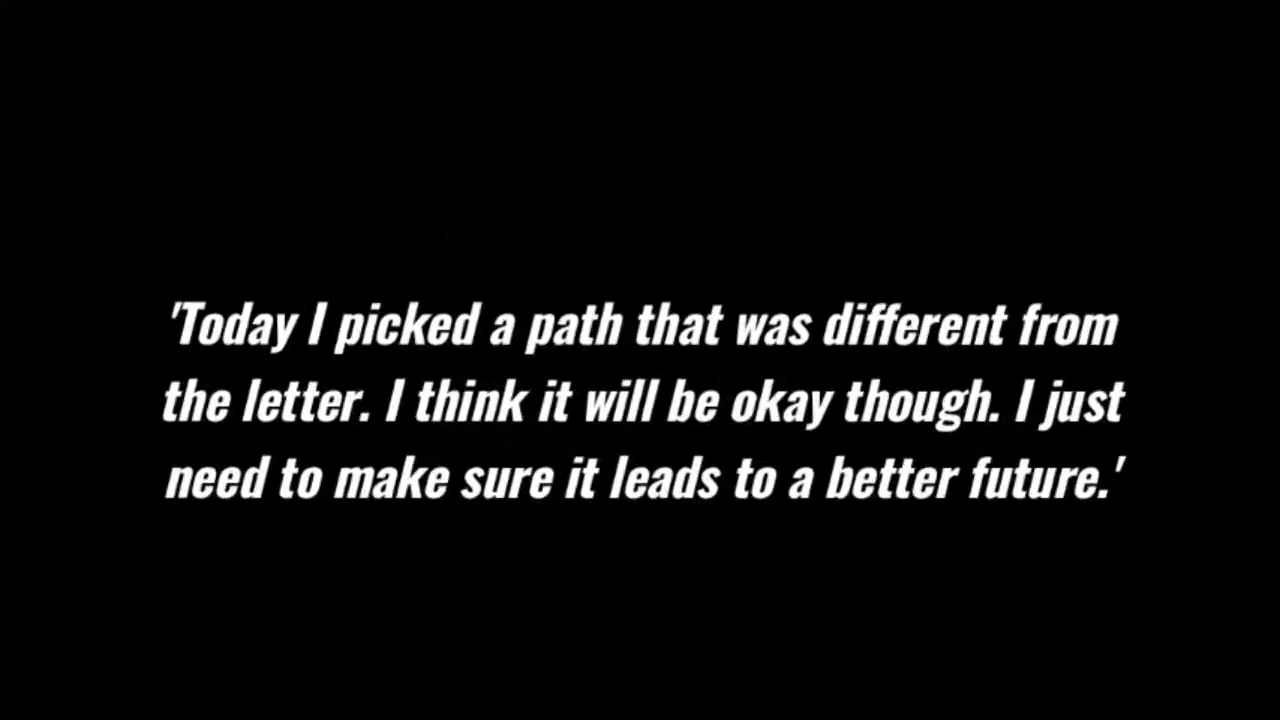 'Today I picked a path that was different from
the letter. I think it will be okay though. I just
need to make sure it leads to a better future.'